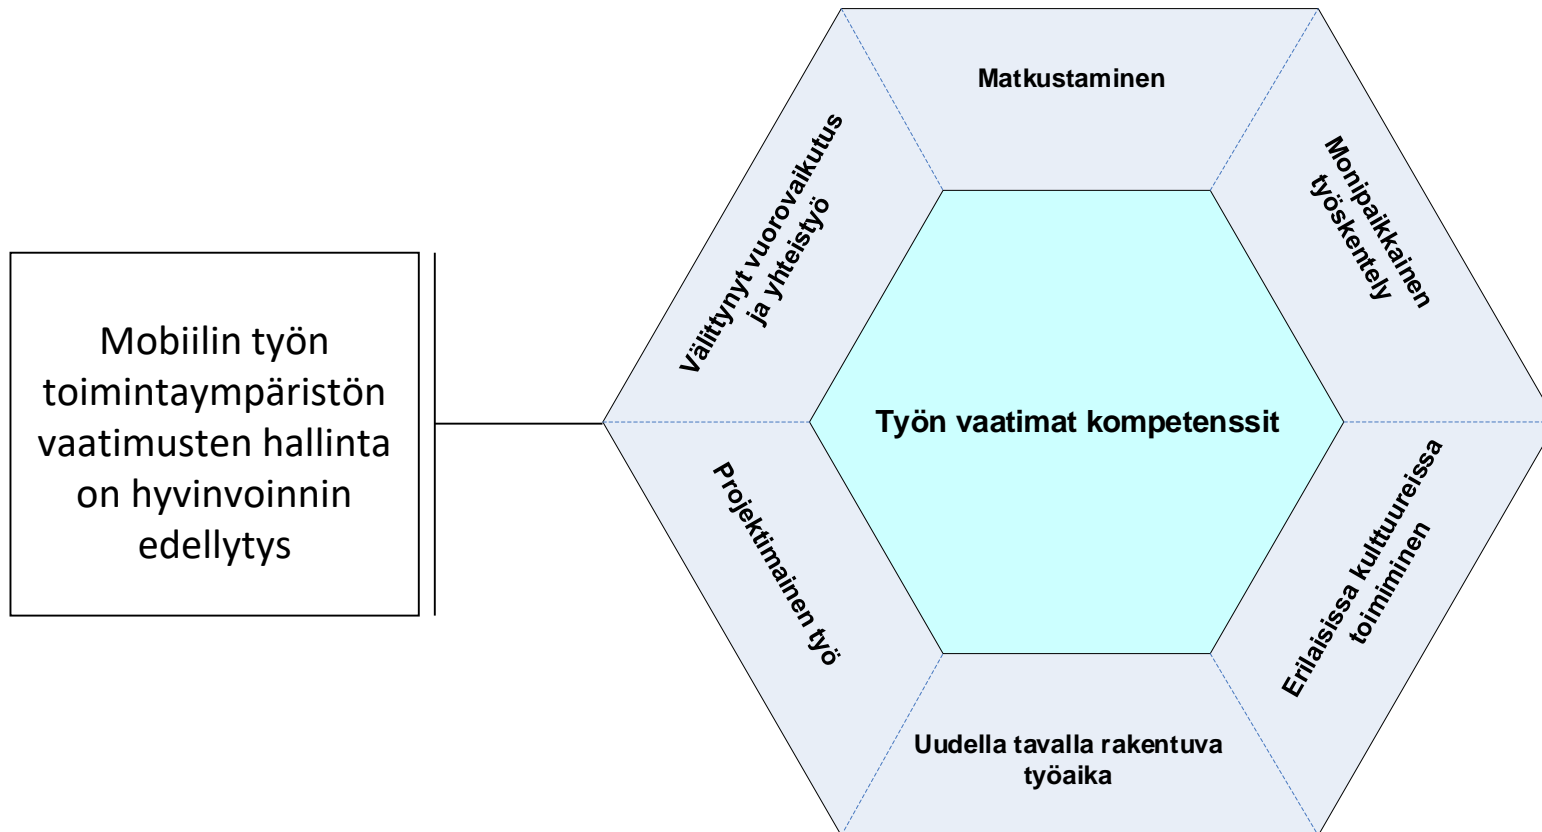 Mobiilin työn
toimintaympäristön
vaatimusten hallinta
on hyvinvoinnin
edellytys
Matkustaminen
Monipaikkainen
työskentely
Erilaisissa kulttuureissa
toimiminen
Uudella tavalla rakentuva
työaika
Projektimainen työ
Välittynyt vuorovaikutus
ja yhteistyö
Työn vaatimat kompetenssit